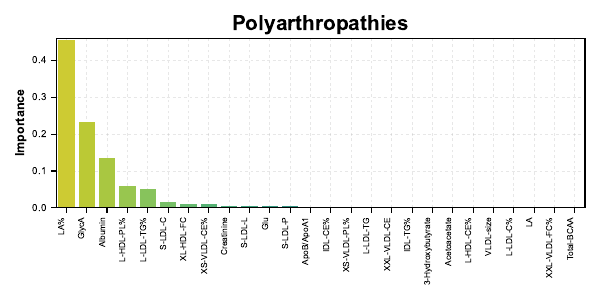 Polyarthropathies
Importance
0.4
0.3
0.2
0.1
0.0
LA%
GlycA
Albumin
L-HDL-PL%
L-LDL-TG%
S-LDL-C
XL-HDL-FC
XS-VLDL-CE%
Creatinine
S-LDL-L
Glu
S-LDL-P
ApoB/ApoA1
IDL-CE%
XS-VLDL-PL%
L-LDL-TG
XXL-VLDL-CE
IDL-TG%
3-Hydroxybutyrate
Acetoacetate
L-HDL-CE%
VLDL-size
L-LDL-C%
LA
XXL-VLDL-FC%
Total-BCAA